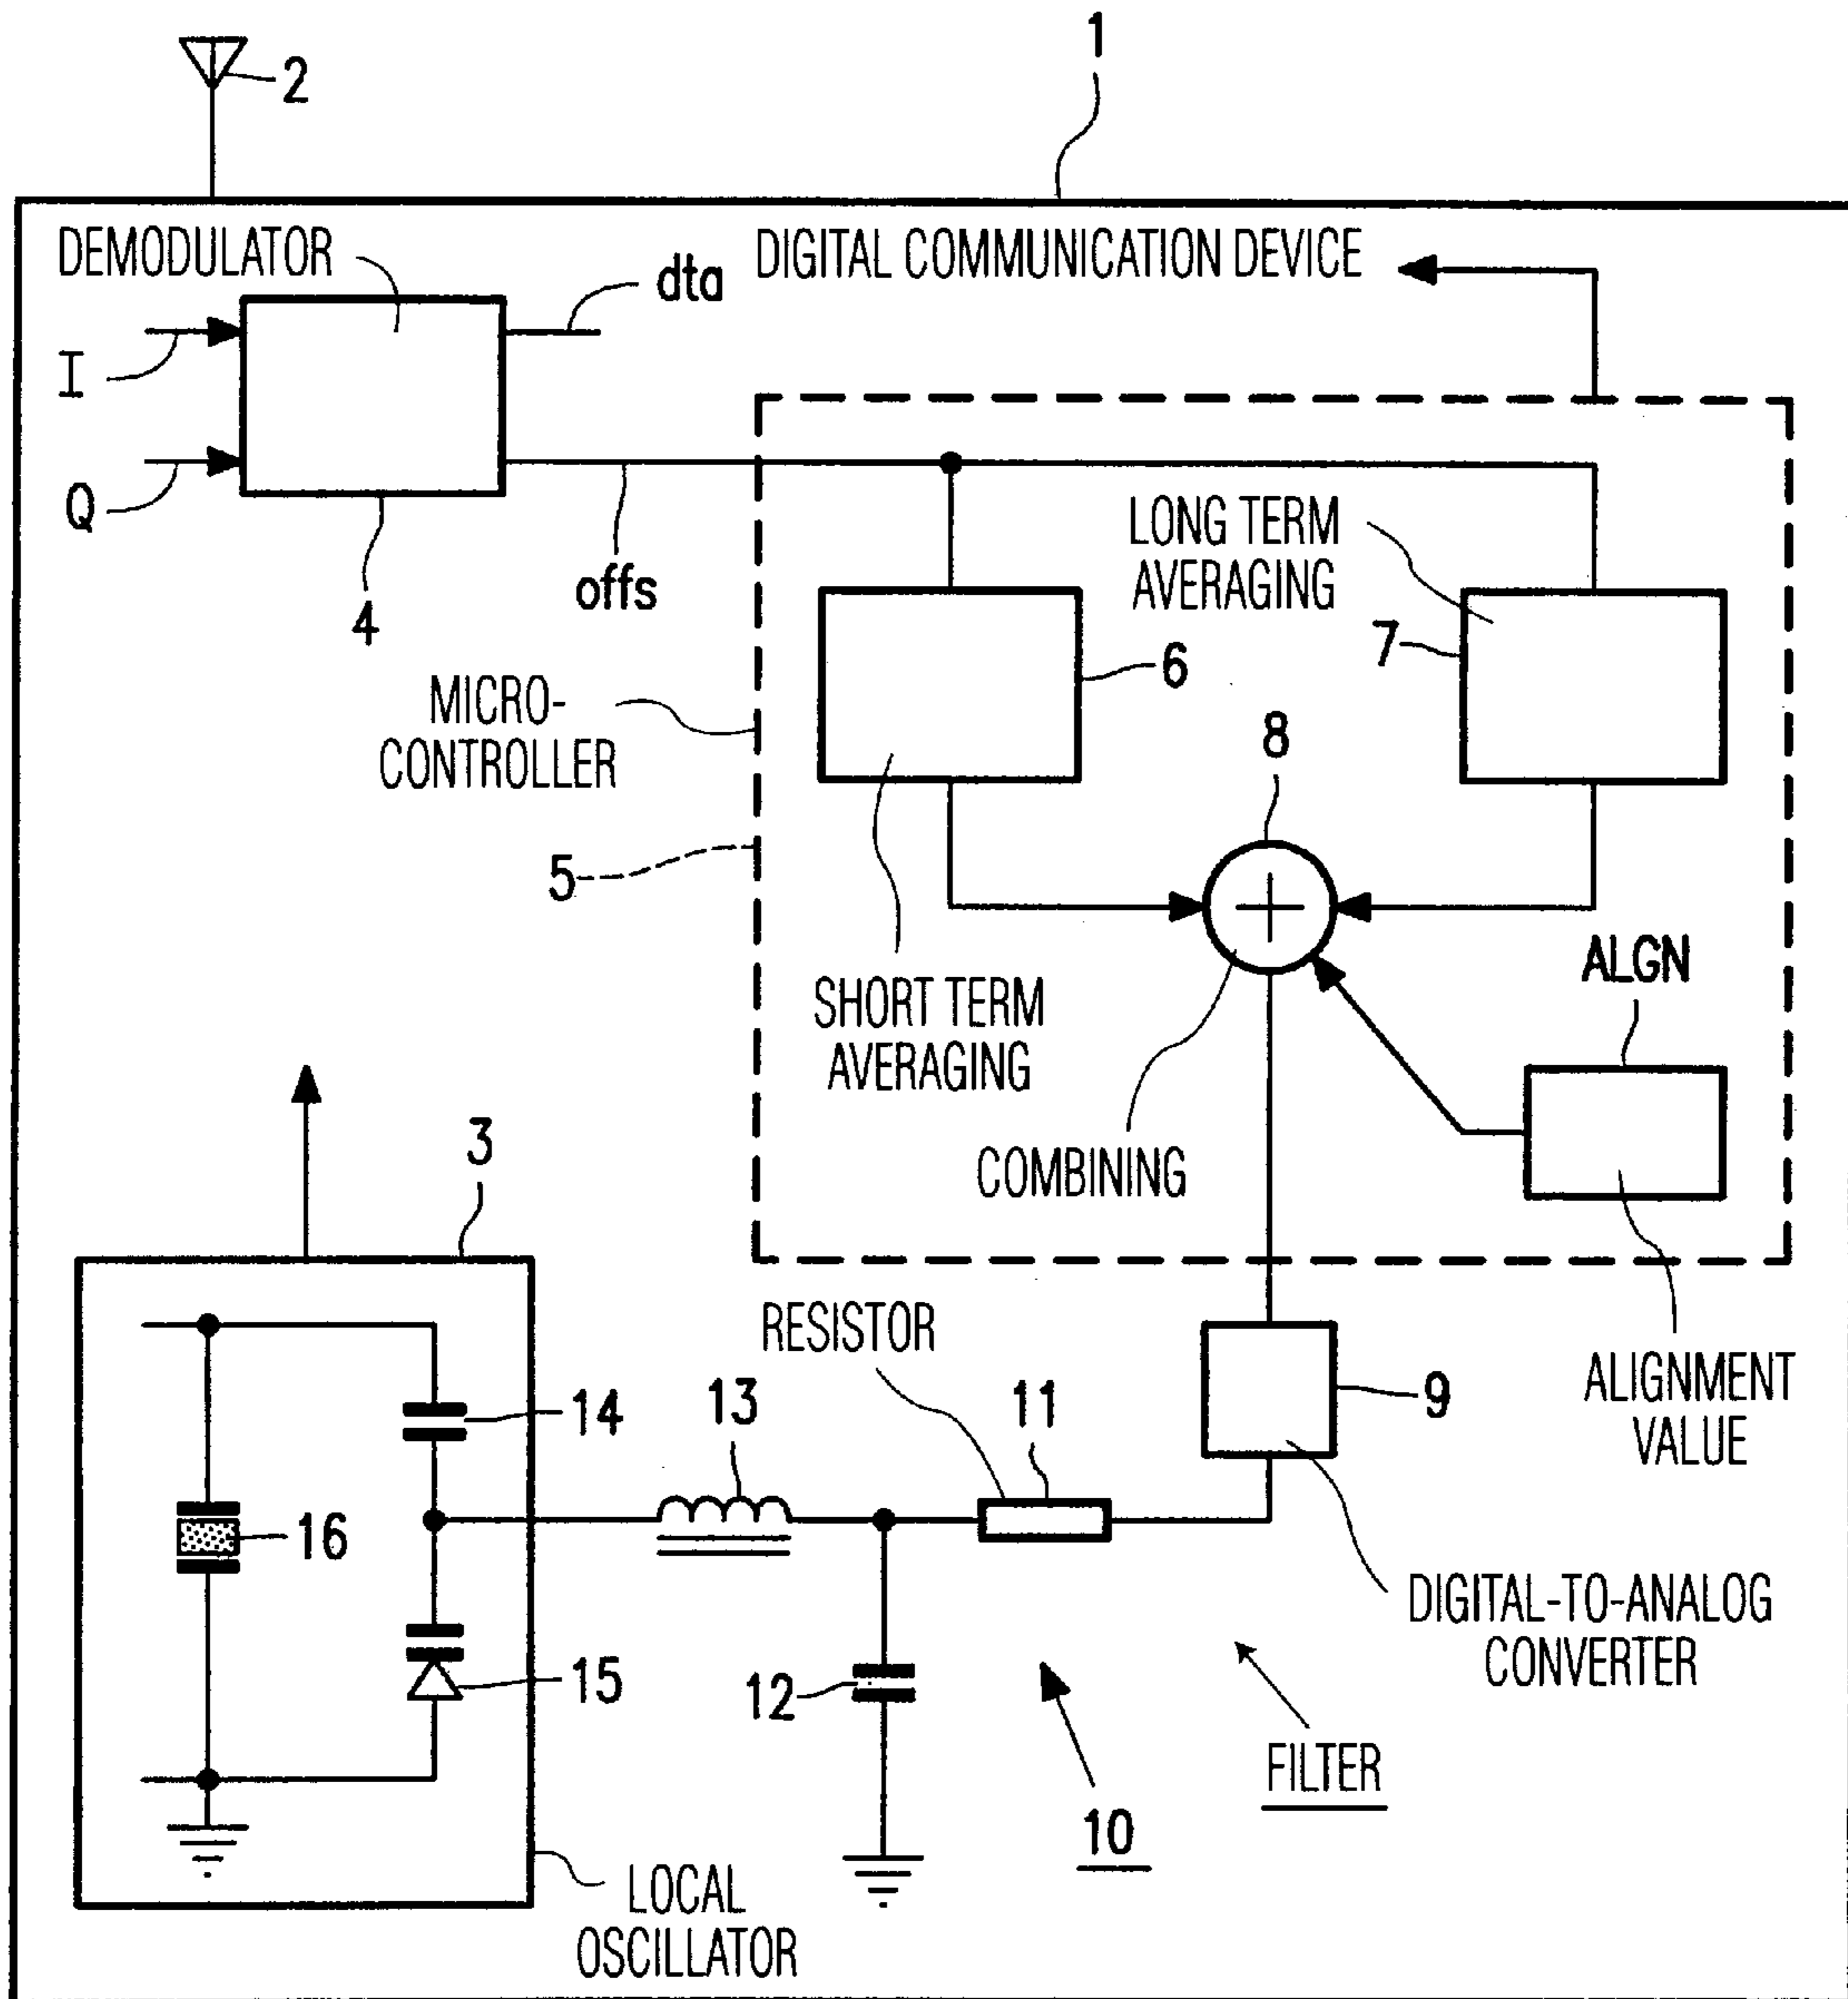 1
2
DEMODULATOR
DIGITAL COMMUNICATION DEVICE
dta
I
Q
4
offs
LONG TERM
AVERAGING
6
7
MICRO-
CONTROLLER
8
5
SHORT TERM
AVERAGING
ALGN
COMBINING
3
RESISTOR
ALIGNMENT
VALUE
9
14
13
11
16
DIGITAL-TO-ANALOG
CONVERTER
15
12
FILTER
10
LOCAL
OSCILLATOR